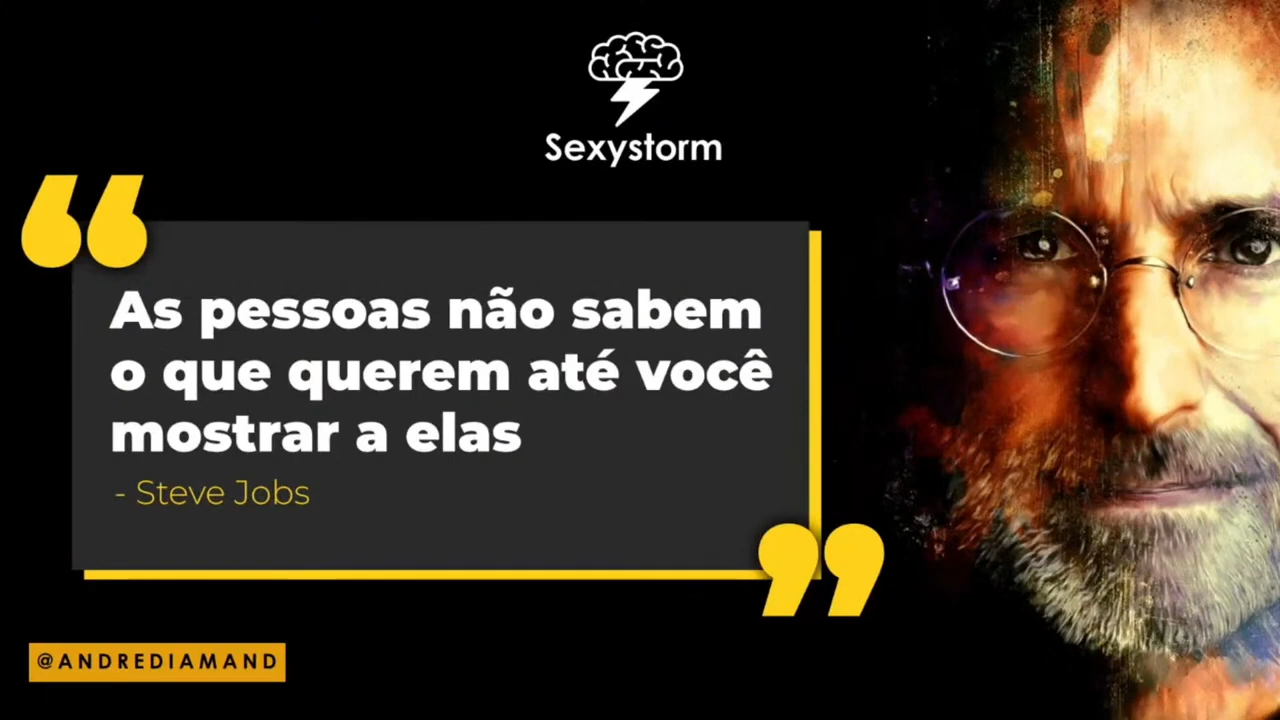 Sexystorm
As pessoas não sabem
o que querem até você
mostrar a elas
- Steve Jobs
@ANDREDIAMAND